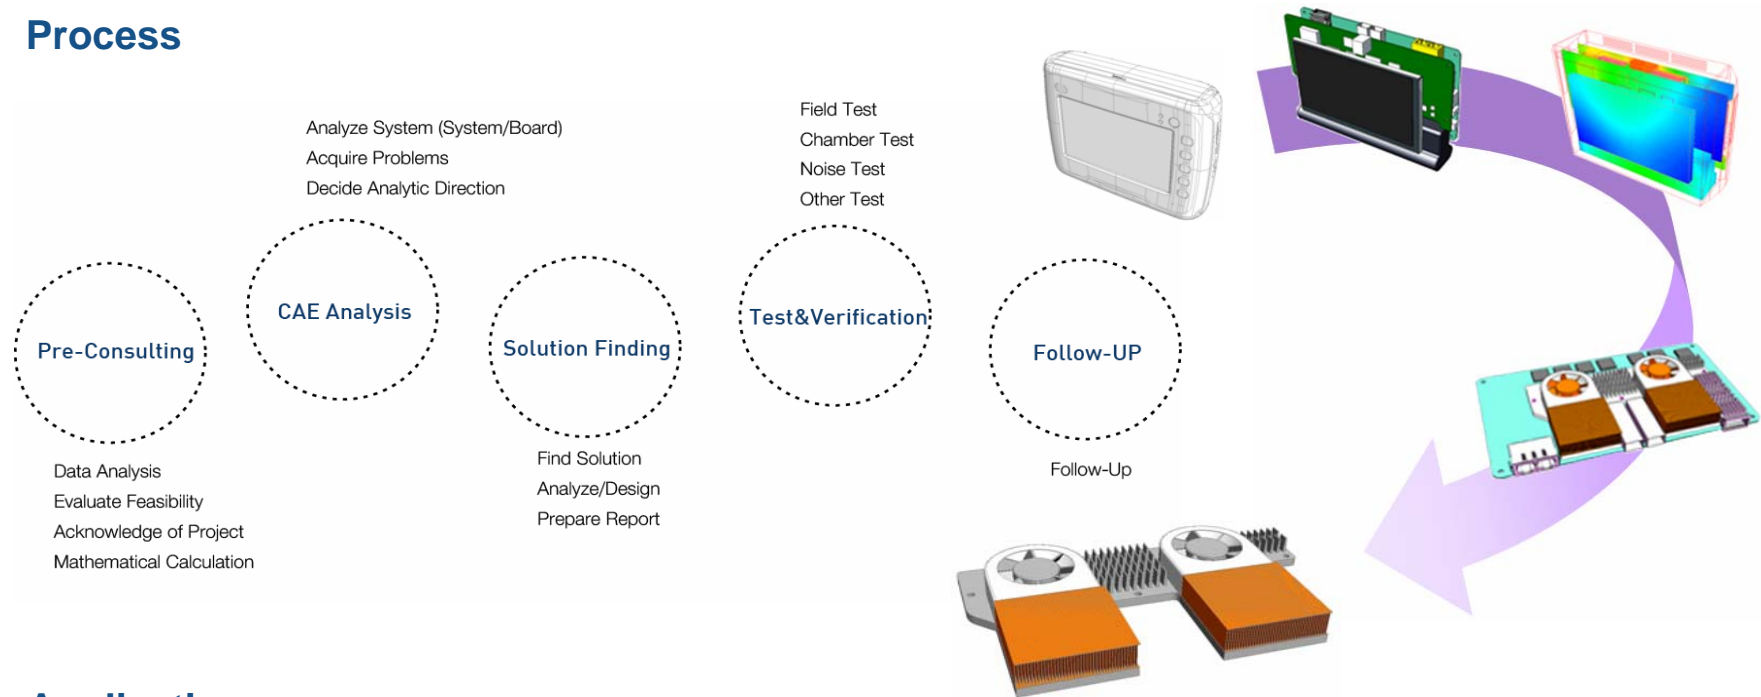 Process
Analyze System (System/Board)
Acquire Problems
Decide Analytic Direction
Field Test
Chamber Test
Noise Test
Other Test
Pre-Consulting
CAE Analysis
Solution Finding
Test&Verification
Follow-UP
Data Analysis
Evaluate Feasibility
Acknowledge of Project
Mathematical Calculation
Find Solution
Analyze/Design
Prepare Report
Follow-Up